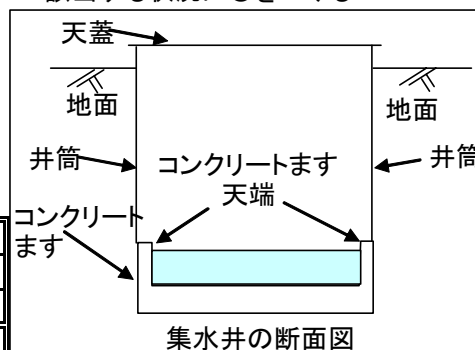 天蓋
地面
地面
井筒
コンクリートます
天端
井筒
コンクリート
ます
集水井の断面図